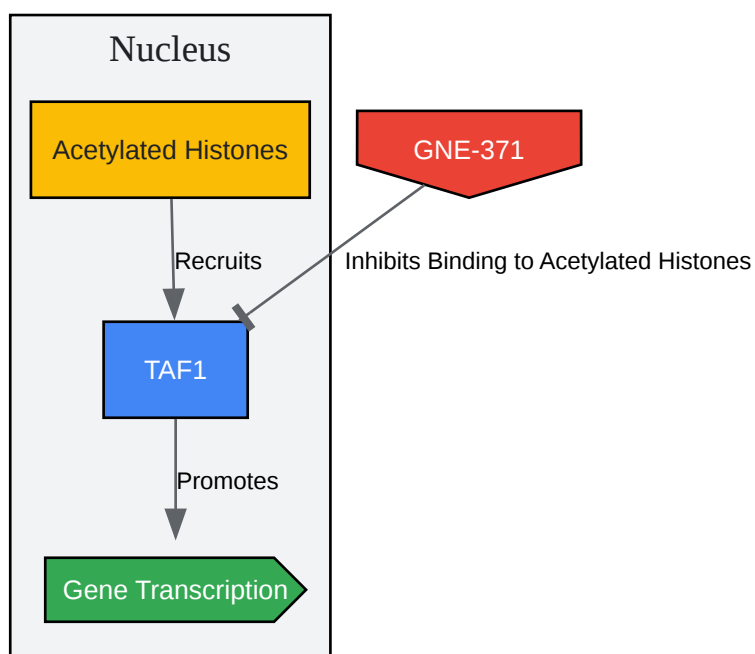 Nucleus
Acetylated Histones
GNE-371
Recruits
Inhibits Binding to Acetylated Histones
TAF1
Promotes
Gene Transcription